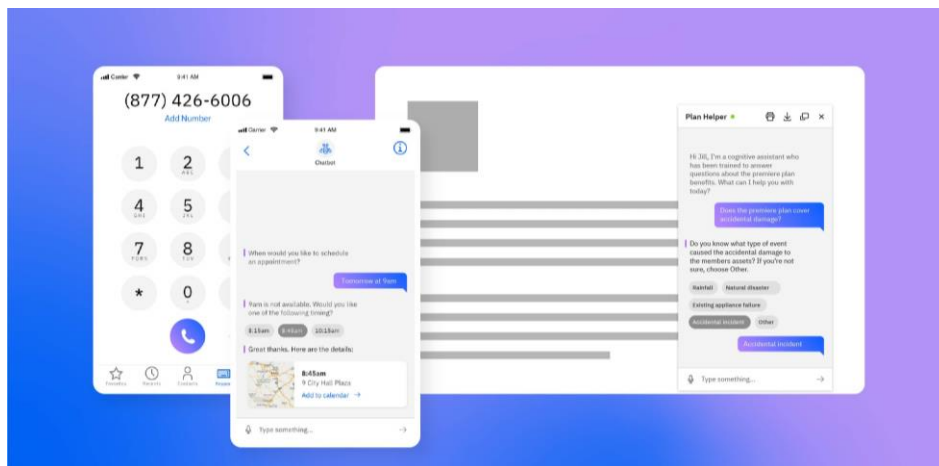 Carrier 9:41 AM
(877) 426-6006
Add Number
1
2
ABC
4
GHI
5
JKL
7
PQRS
8
TUV
*
0
Favorites
Recents
Contacts
Carrier 9:41 AM
Chatbot
When would you like to schedule
an appointment?
Tomorrow at 9am
9am is not available. Would you like
one of the following timing?
8:15am 8:45am 10:15am
Great thanks. Here are the details:
8:45am
9 City Hall Place
Add to calendar →
Type something... →
Plan Helper
Hi Jill, I'm a cognitive assistant who
has been trained to answer
questions about the premiere plan
benefits. What can I help you with
today?
Does the premiere plan cover
accidental damage?
Do you know what type of event
caused the accidental damage to
the members assets? If you're not
sure, choose Other.
Rainfall Natural disaster
Existing appliance failure
Accidental incident Other
Accidental incident
Type something... →